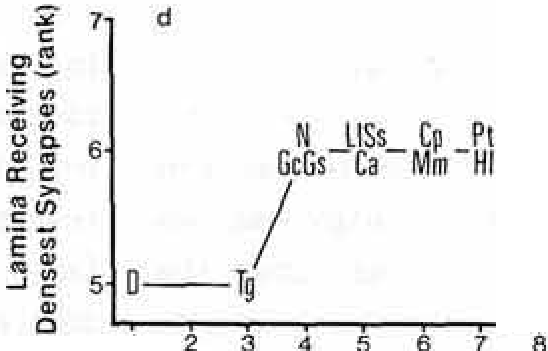 d
Lamina Receiving
Densest Synapses (rank)
7
6
5
N LISs Cp Pt
GcGs Ca Mm Hl
D Tg
2 3 4 5 6 7 8